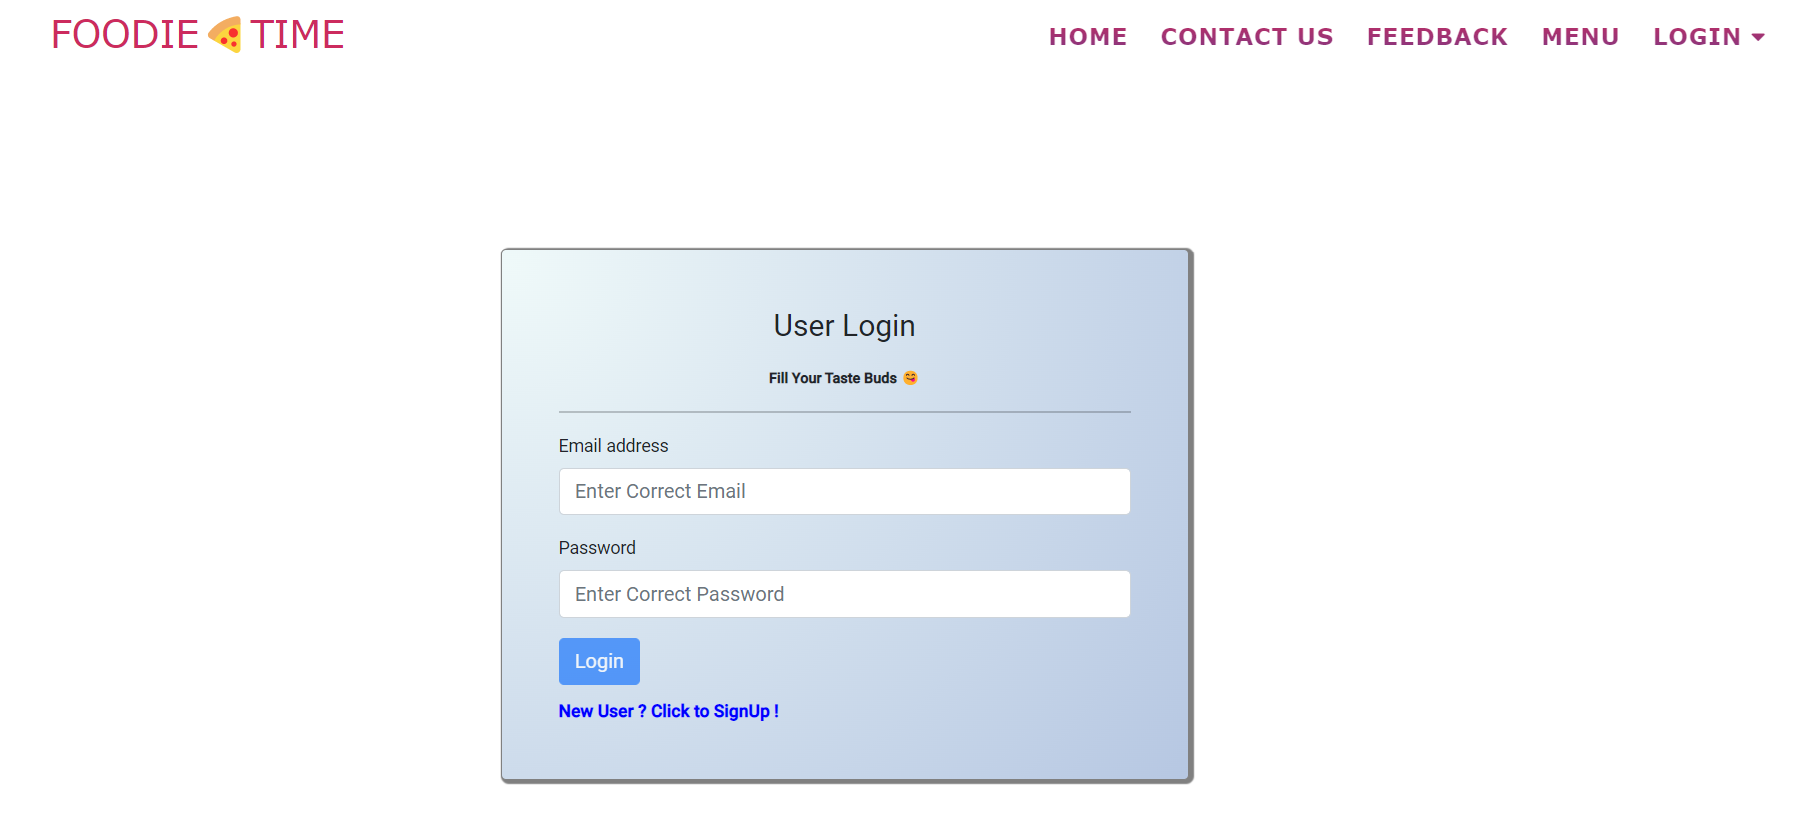 FOODIE🍕TIME
HOME CONTACT US FEEDBACK MENU LOGIN
User Login
Fill Your Taste Buds 😋
Email address
Enter Correct Email
Password
Enter Correct Password
Login
New User ? Click to SignUp !